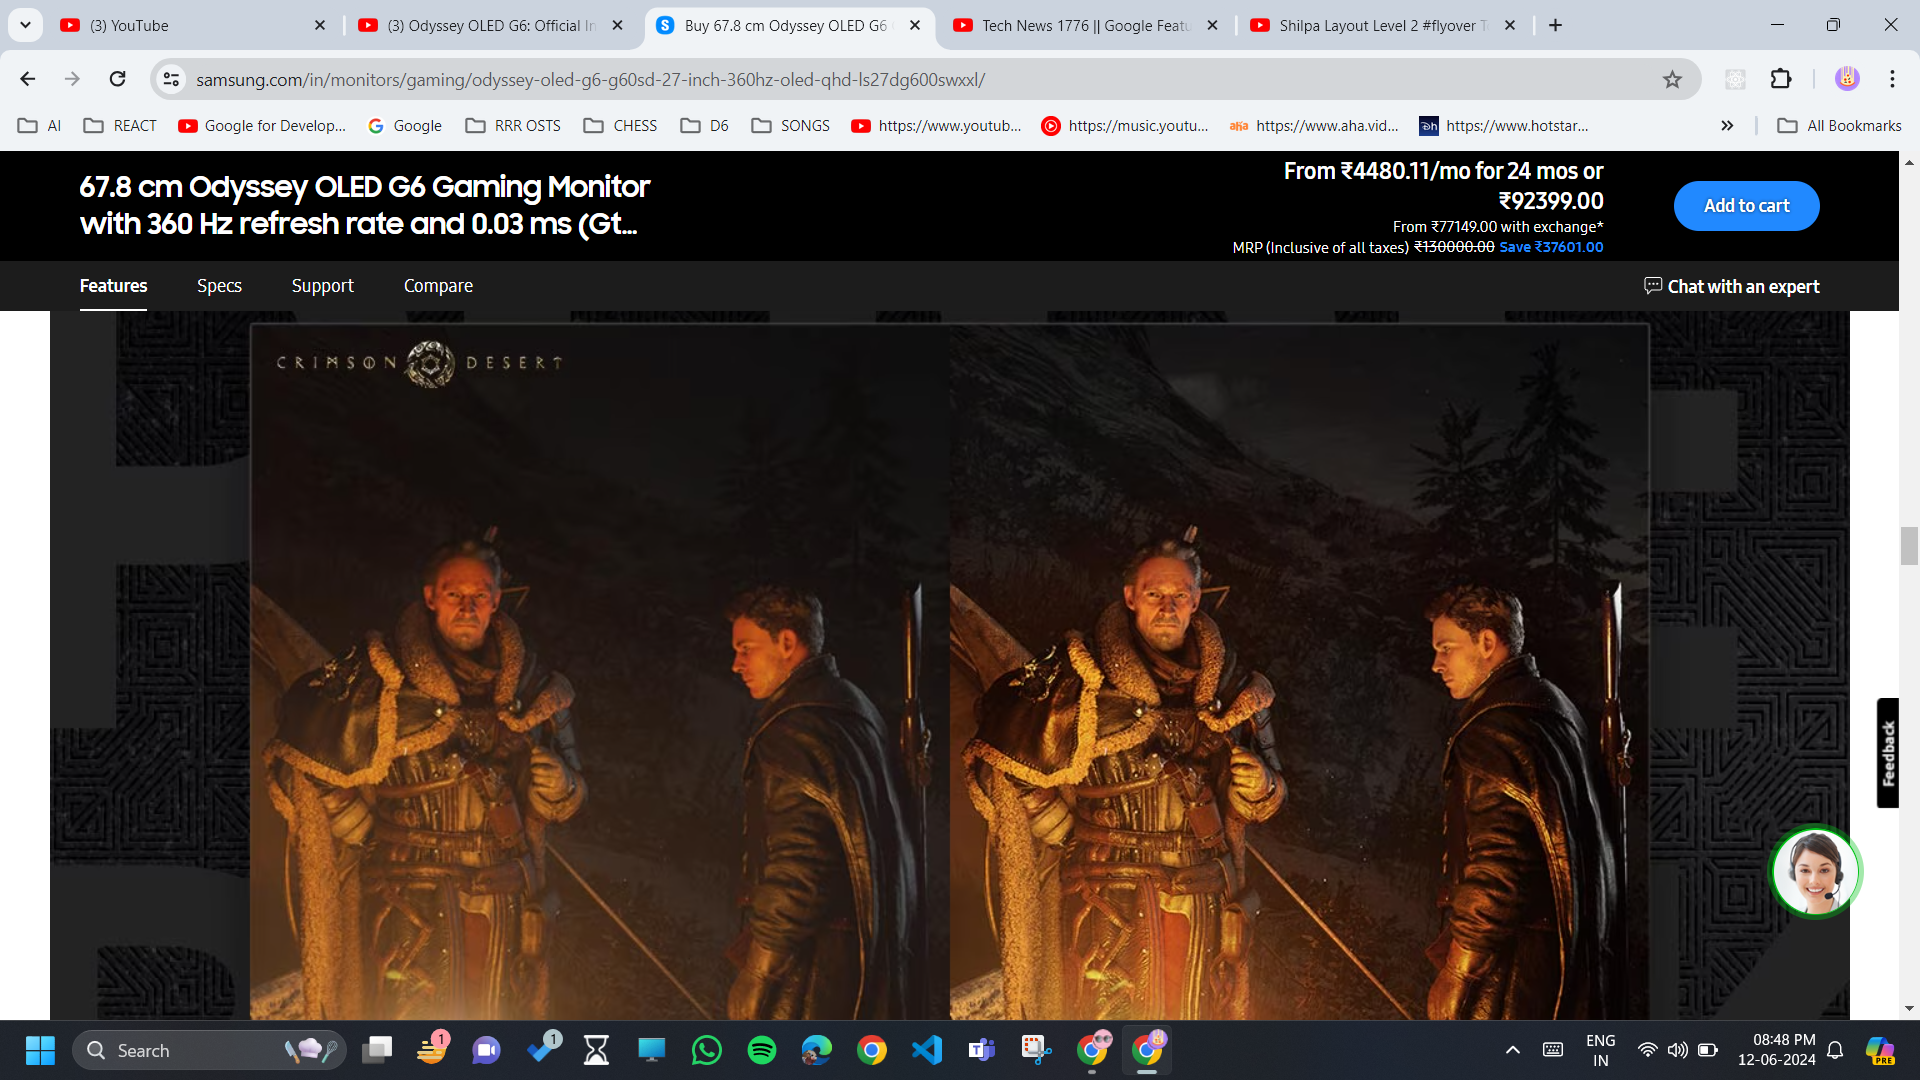 (3) YouTube
(3) Odyssey OLED G6: Official In
Buy 67.8 cm Odyssey OLED G6
Tech News 1776 || Google Featu
Shilpa Layout Level 2 #flyover
samsung.com/in/monitors/gaming/odyssey-oled-g6-g60sd-27-inch-360hz-oled-qhd-ls27dg600swxxl/
AI
REACT
Google for Develop...
Google
RRR OSTS
CHESS
D6
SONGS
https://www.youtub...
https://music.youtu...
https://www.aha.vid...
https://www.hotstar...
All Bookmarks
67.8 cm Odyssey OLED G6 Gaming Monitor
with 360 Hz refresh rate and 0.03 ms (Gt...
From ₹4480.11/mo for 24 mos or
₹92399.00
From ₹77149.00 with exchange*
MRP (Inclusive of all taxes) ₹130000.00 Save ₹37601.00
Add to cart
Features
Specs
Support
Compare
Chat with an expert
CRIMSON DESERT
Feedback
Search
1
1
ENG
IN
08:48 PM
12-06-2024
PRE